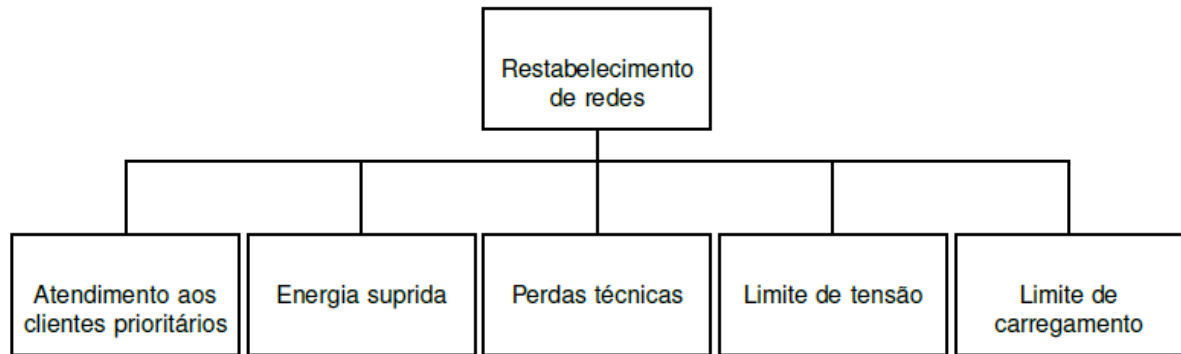 Restabelecimento
de redes
Atendimento aos
clientes prioritários
Energia suprida
Perdas técnicas
Limite de tensão
Limite de
carregamento